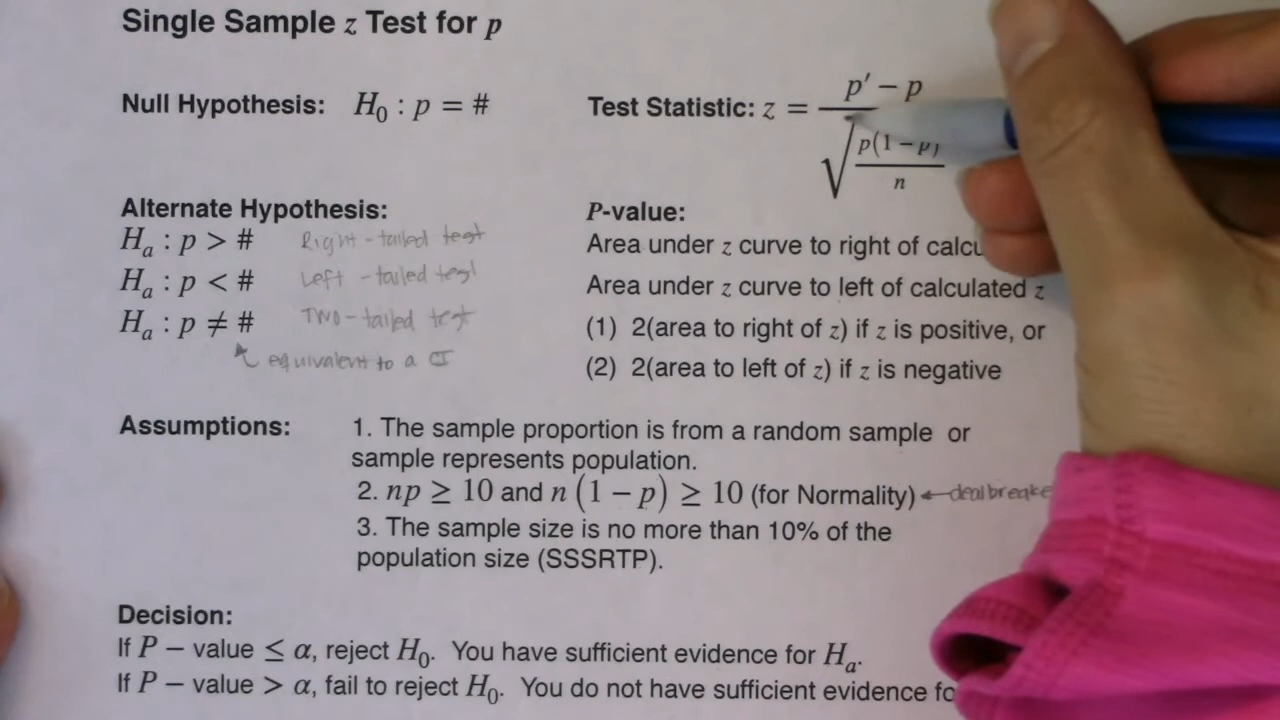 Single Sample z Test for p
Null Hypothesis: H₀ : p = #
Test Statistic: z = (p′ − p) / √(p(1 − p) / n)
Alternate Hypothesis:
Hₐ : p > # Right-tailed test
Hₐ : p < # Left-tailed test
Hₐ : p ≠ # Two-tailed test
equivalent to a CI
P-value:
Area under z curve to right of
Area under z curve to left of calculated z
(1) 2(area to right of z) if z is positive, or
(2) 2(area to left of z) if z is negative
Assumptions: 1. The sample proportion is from a random sample or
sample represents population.
2. np ≥ 10 and n (1 − p) ≥ 10 (for Normality) ←
3. The sample size is no more than 10% of the
population size (SSSRTP).
Decision:
If P − value ≤ α, reject H₀. You have sufficient evidence for Hₐ.
If P − value > α, fail to reject H₀. You do not have sufficient evidence